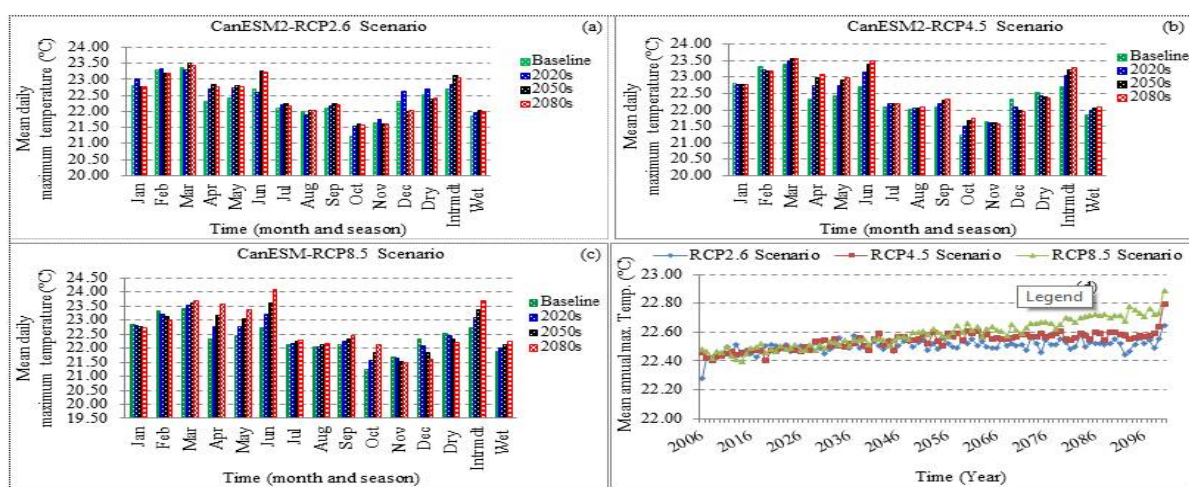 CanESM2-RCP2.6 Scenario
(a)
Mean daily
maximum temperature (°C)
24.00
23.50
23.00
22.50
22.00
21.50
21.00
20.50
20.00
Baseline
2020s
2050s
2080s
Jan Feb Mar Apr May Jun Jul Aug Sep Oct Nov Dec Dry Intrmdt Wet
Time (month and season)
CanESM2-RCP4.5 Scenario
(b)
Mean daily
maximum temperature (°C)
24.00
23.50
23.00
22.50
22.00
21.50
21.00
20.50
20.00
Baseline
2020s
2050s
2080s
Jan Feb Mar Apr May Jun Jul Aug Sep Oct Nov Dec Dry Intrmdt Wet
Time (month and season)
CanESM-RCP8.5 Scenario
(c)
Mean daily
maximum temperature (°C)
24.50
24.00
23.50
23.00
22.50
22.00
21.50
21.00
20.50
20.00
19.50
Baseline
2020s
2050s
2080s
Jan Feb Mar Apr May Jun Jul Aug Sep Oct Nov Dec Dry Intrmdt Wet
Time (month and season)
RCP2.6 Scenario RCP4.5 Scenario RCP8.5 Scenario
(d)
Legend
Mean annual max. Temp. (°C)
23.00
22.80
22.60
22.40
22.20
22.00
2006 2016 2026 2036 2046 2056 2066 2076 2086 2096
Time (Year)